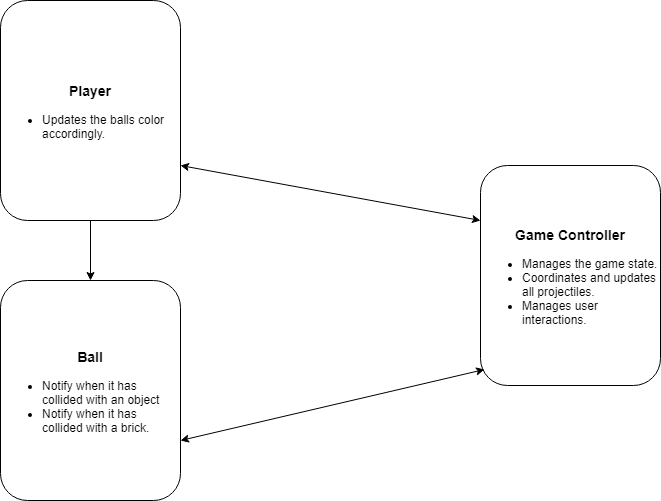 Player
Updates the balls color
accordingly.
Game Controller
Manages the game state.
Coordinates and updates
all projectiles.
Manages user
interactions.
Ball
Notify when it has
collided with an object
Notify when it has
collided with a brick.